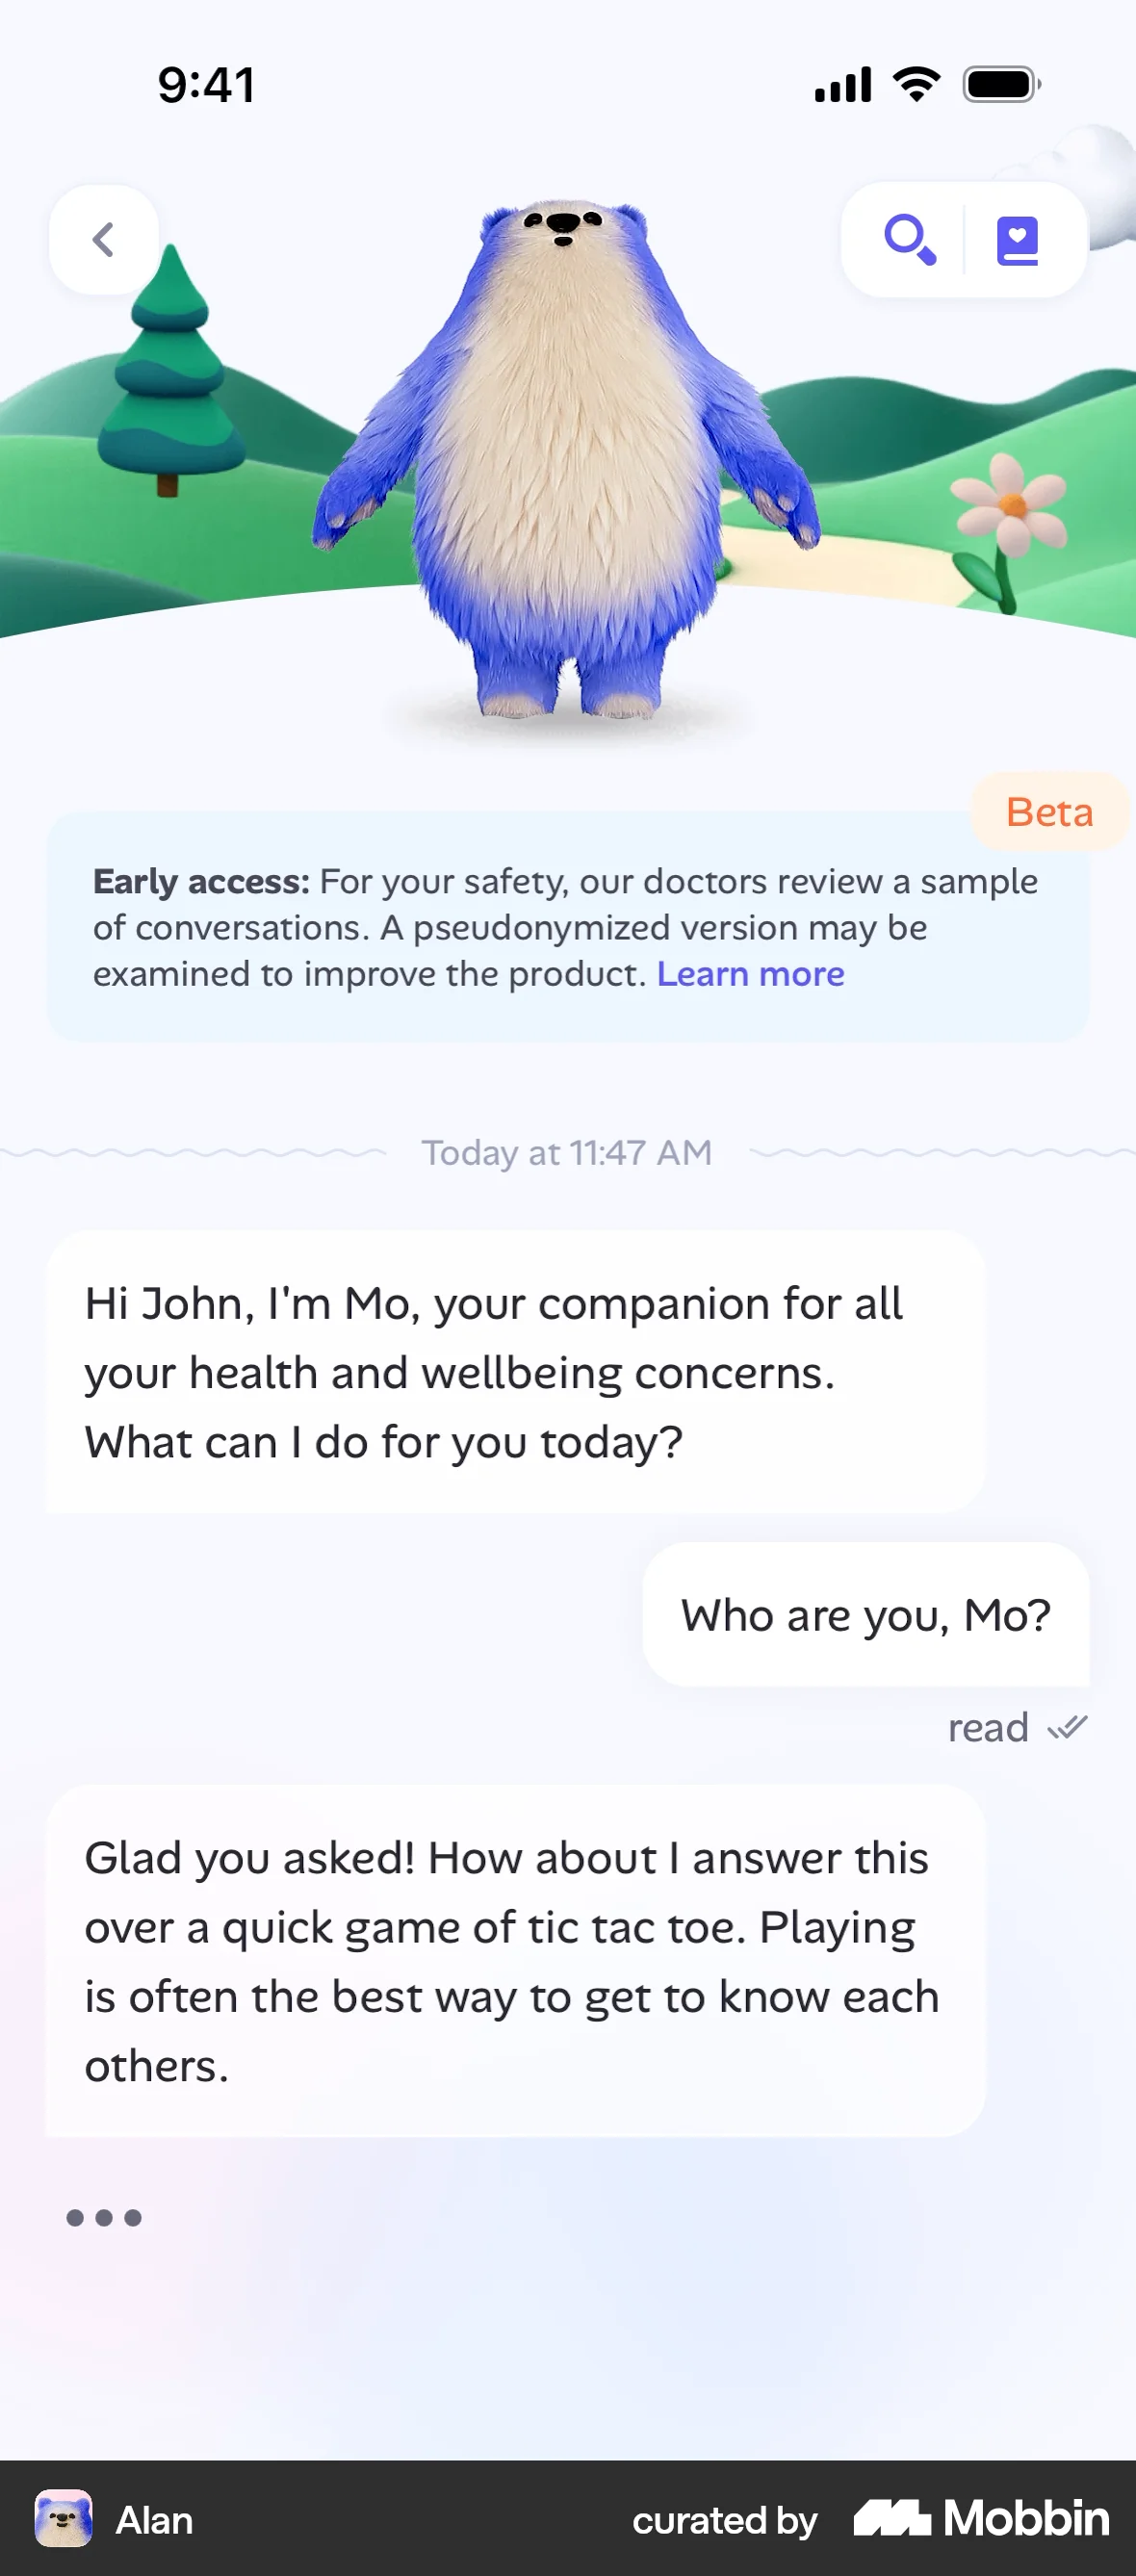 9:41
Beta
Early access: For your safety, our doctors review a sample
of conversations. A pseudonymized version may be
examined to improve the product. Learn more
Today at 11:47 AM
Hi John, I'm Mo, your companion for all
your health and wellbeing concerns.
What can I do for you today?
Who are you, Mo?
read
Glad you asked! How about I answer this
over a quick game of tic tac toe. Playing
is often the best way to get to know each
others.
Alan
curated by Mobbin